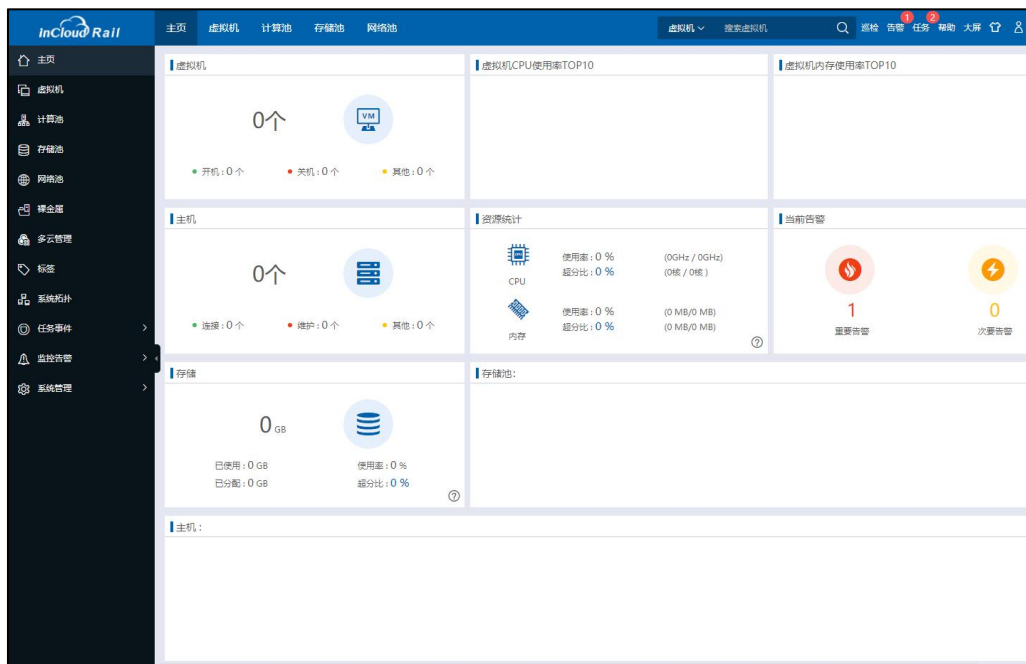 inCloud Rail
主页 虚拟机 计算池 存储池 网络池
虚拟机 搜索虚拟机
巡检 告警 1 任务 2 帮助 大屏
主页
虚拟机
计算池
存储池
网络池
裸金属
多云管理
标签
系统拓扑
任务事件
监控告警
系统管理
虚拟机
0个
VM
开机：0 个 关机：0 个 其他：0 个
虚拟机CPU使用率TOP10
虚拟机内存使用率TOP10
主机
0个
连接：0 个 维护：0 个 其他：0 个
资源统计
CPU
使用率：0 % (0GHz / 0GHz)
超分比：0 % (0核 / 0核 )
内存
使用率：0 % (0 MB/0 MB)
超分比：0 % (0 MB/0 MB)
当前告警
1
重要告警
0
次要告警
存储
0 GB
已使用：0 GB 使用率：0 %
已分配：0 GB 超分比：0 %
存储池：
主机：